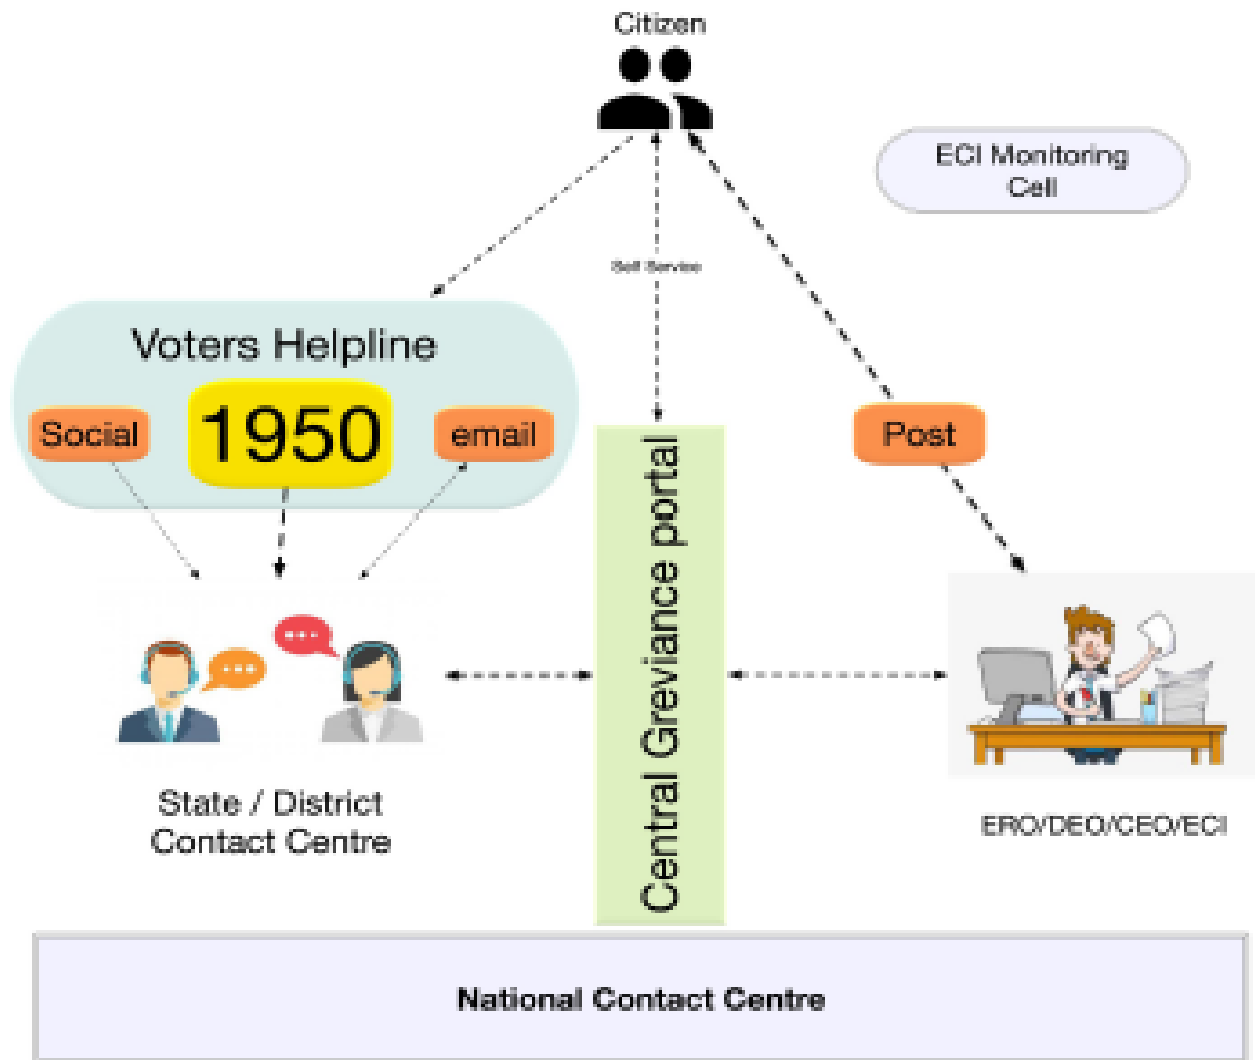 Citizen
ECI Monitoring
Cell
Self Service
Voters Helpline
Social
1950
email
Post
Central Greviance portal
State / District
Contact Centre
ERO/DEO/CEO/ECI
National Contact Centre